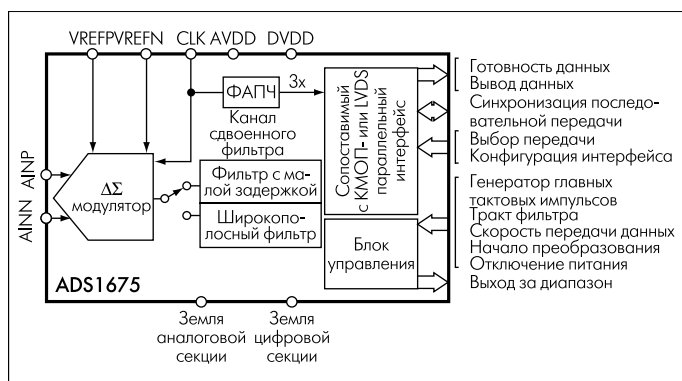 VREFP VREFN CLK AVDD DVDD
ФАПЧ
3x
Канал
сдвоенного
фильтра
AINP
AINN
ΔΣ
модулятор
Фильтр с ма-
лой задержкой
Широкопо-
лосный фильтр
Сопоставимый
с КМОП- или LVDS
параллельный
интерфейс
Блок
управления
ADS1675
Готовность данных
Вывод данных
Синхронизация последо-
вательной передачи
Выбор передачи
Конфигурация интерфейса
Генератор главных
тактовых импульсов
Тракт фильтра
Скорость передачи данных
Начало преобразования
Отключение питания
Выход за диапазон
Земля
аналоговой
секции
Земля
цифровой
секции